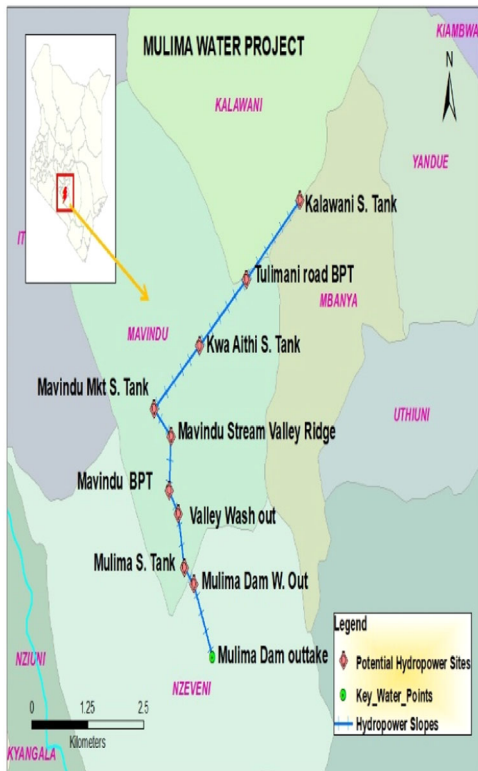 MULIMA WATER PROJECT
KIAMBWA
N
KALAWANI
YANDUE
IT
Kalawani S. Tank
Tulimani road BPT
MBANYA
MAVINDU
Kwa Aithi S. Tank
Mavindu Mkt S. Tank
UTHIUNI
Mavindu Stream Valley Ridge
Mavindu BPT
Valley Wash out
Mulima S. Tank
Mulima Dam W. Out
Mulima Dam outtake
NZIUNI
NZEVENI
KYANGALA
0 1.25 2.5
Kilometers
Legend
Potential Hydropower Sites
Key_Water_Points
Hydropower Slopes